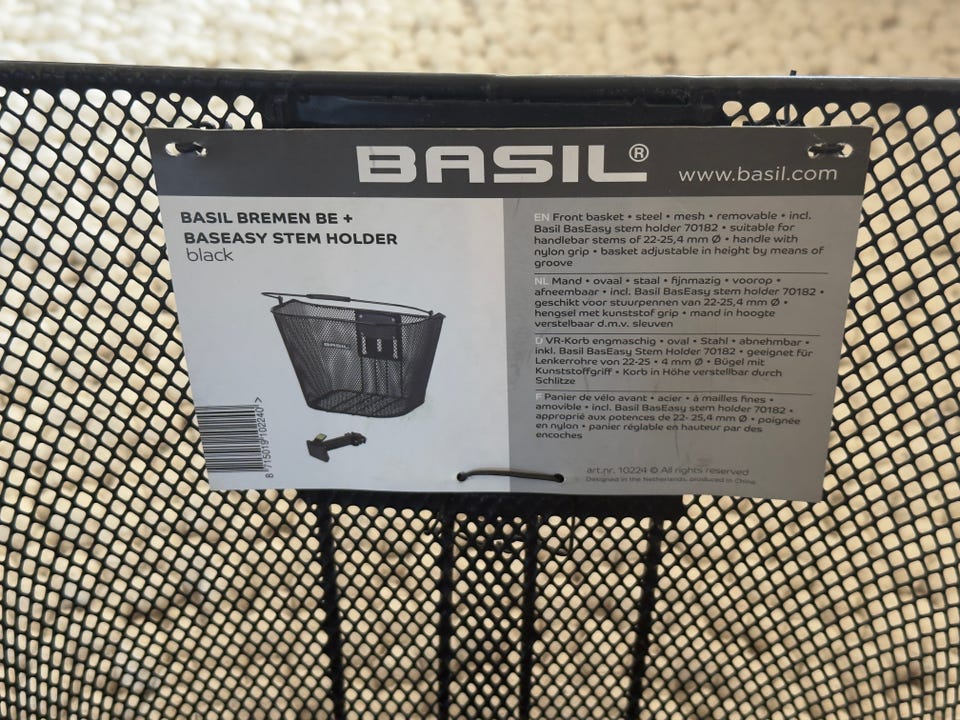 BASIL®
www.basil.com
BASIL BREMEN BE +
BASEASY STEM HOLDER
black
8 715019 102240 >
EN Front basket • steel • mesh • removable • incl.
Basil BasEasy stem holder 70182 • suitable for
handlebar stems of 22-25,4 mm Ø • handle with
nylon grip • basket adjustable in height by means of
groove
NL Mand • ovaal • staal • fijnmazig • voorop •
afneembaar • incl. Basil BasEasy stem holder 70182 •
geschikt voor stuurpennen van 22-25,4 mm Ø •
hengsel met kunststof grip • mand in hoogte
verstelbaar d.m.v. sleuven
D VR-Korb engmaschig • oval • Stahl • abnehmbar •
inkl. Basil BasEasy Stem Holder 70182 • geeignet für
Lenkerrohre von 22-25 • 4 mm Ø • Bügel mit
Kunststoffgriff • Korb in Höhe verstellbar durch
Schlitze
F Panier de vélo avant • acier • à mailles fines •
amovible • incl. Basil BasEasy stem holder 70182 •
approprié aux potences de 22- 25,4 mm Ø • poignée
en nylon • panier réglable en hauteur par des
encoches
art.nr. 10224 © All rights reserved
Designed in the Netherlands, produced in China